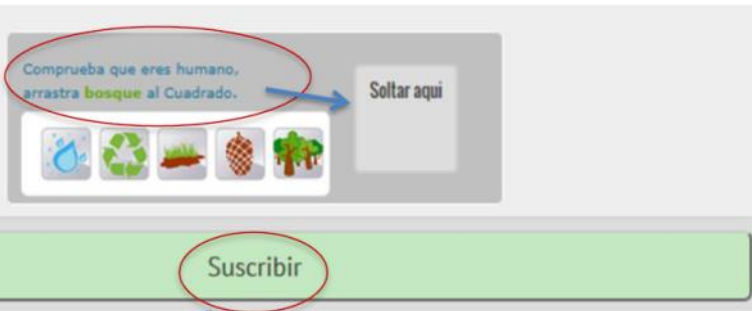 Comprueba que eres humano,
arrastra bosque al Cuadrado.
Soltar aqui
Suscribir